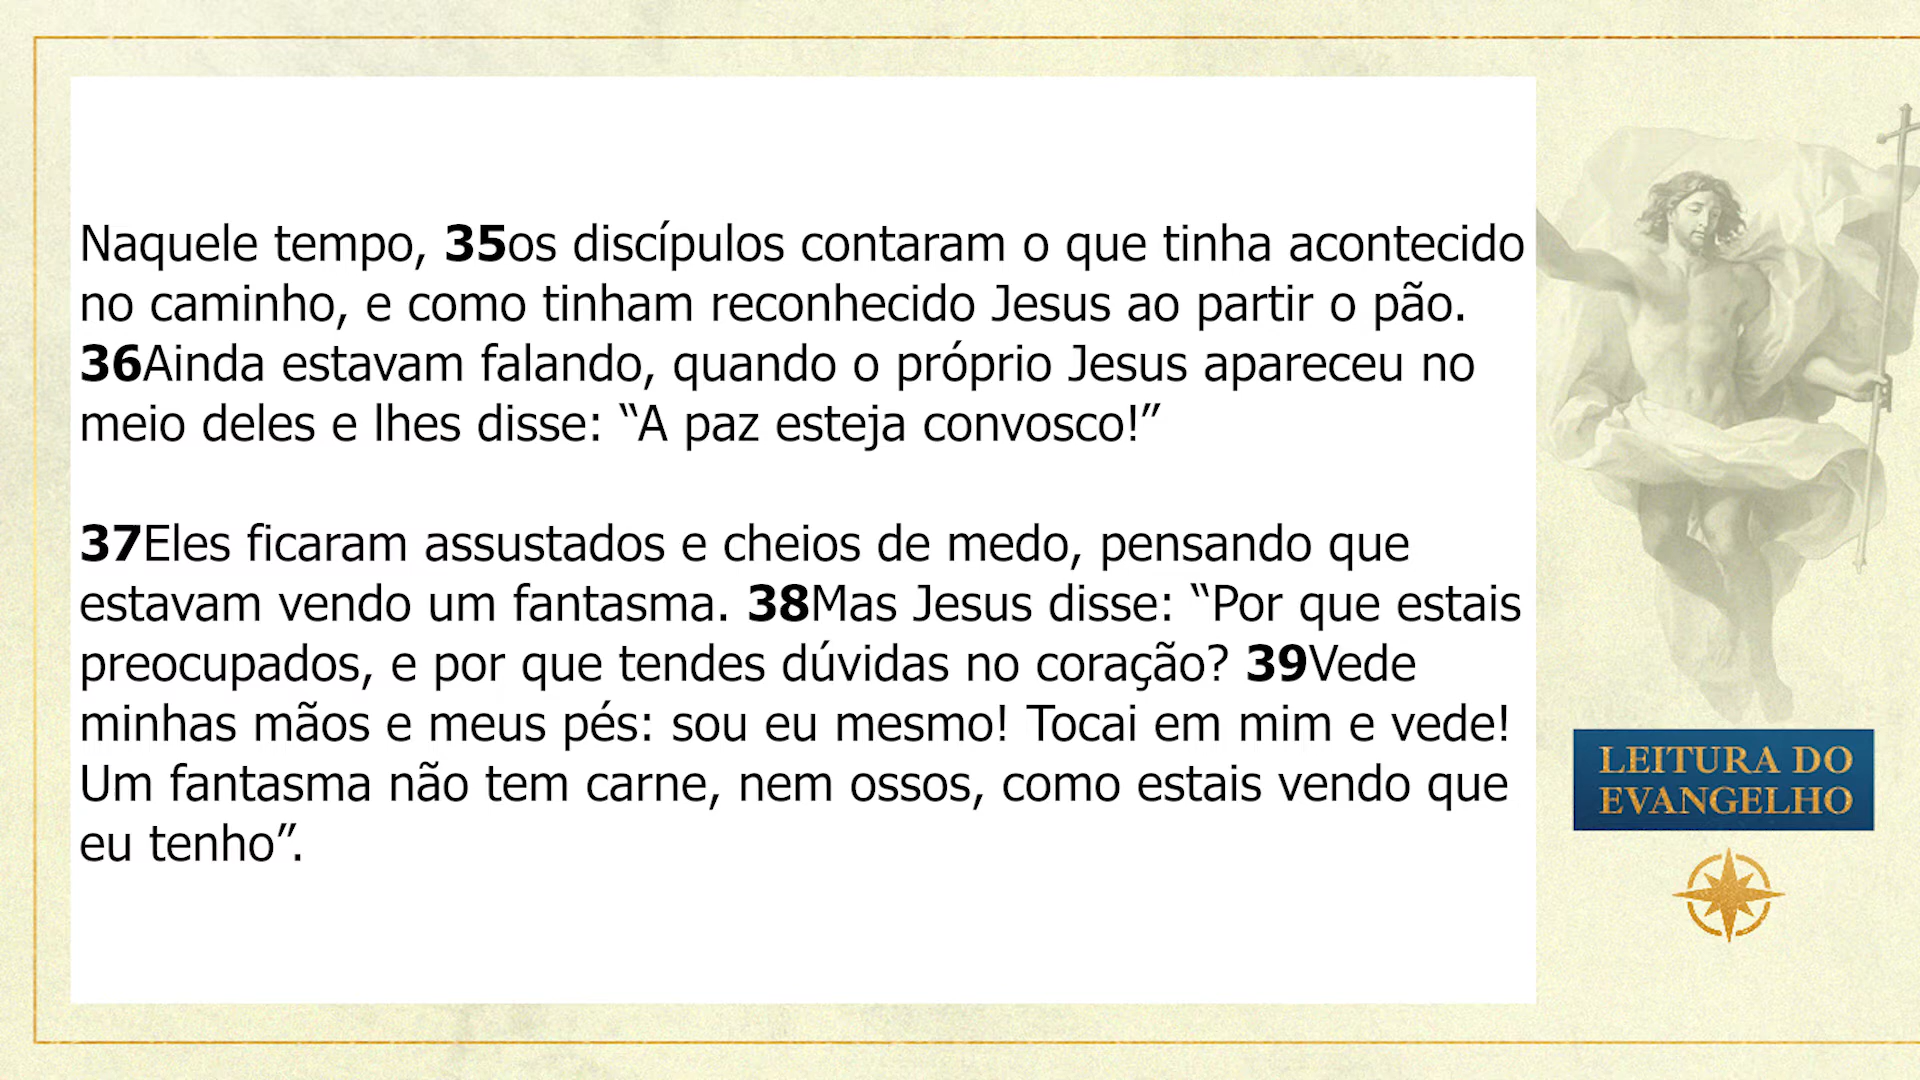 Naquele tempo, 35os discípulos contaram o que tinha acontecido
no caminho, e como tinham reconhecido Jesus ao partir o pão.
36Ainda estavam falando, quando o próprio Jesus apareceu no
meio deles e lhes disse: “A paz esteja convosco!”
37Eles ficaram assustados e cheios de medo, pensando que
estavam vendo um fantasma. 38Mas Jesus disse: “Por que estais
preocupados, e por que tendes dúvidas no coração? 39Vede
minhas mãos e meus pés: sou eu mesmo! Tocai em mim e vede!
Um fantasma não tem carne, nem ossos, como estais vendo que
eu tenho”.
LEITURA DO
EVANGELHO